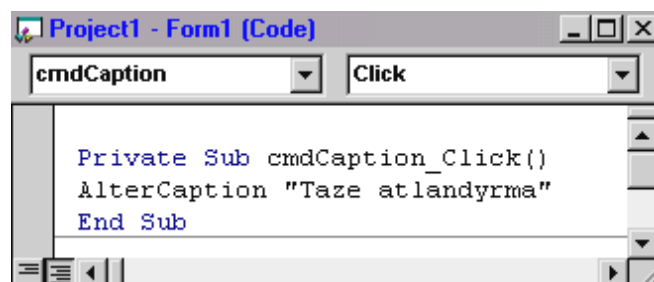 Project1 - Form1 (Code)
cmdCaption Click
Private Sub cmdCaption_Click()
AlterCaption "Taze atlandyrma"
End Sub